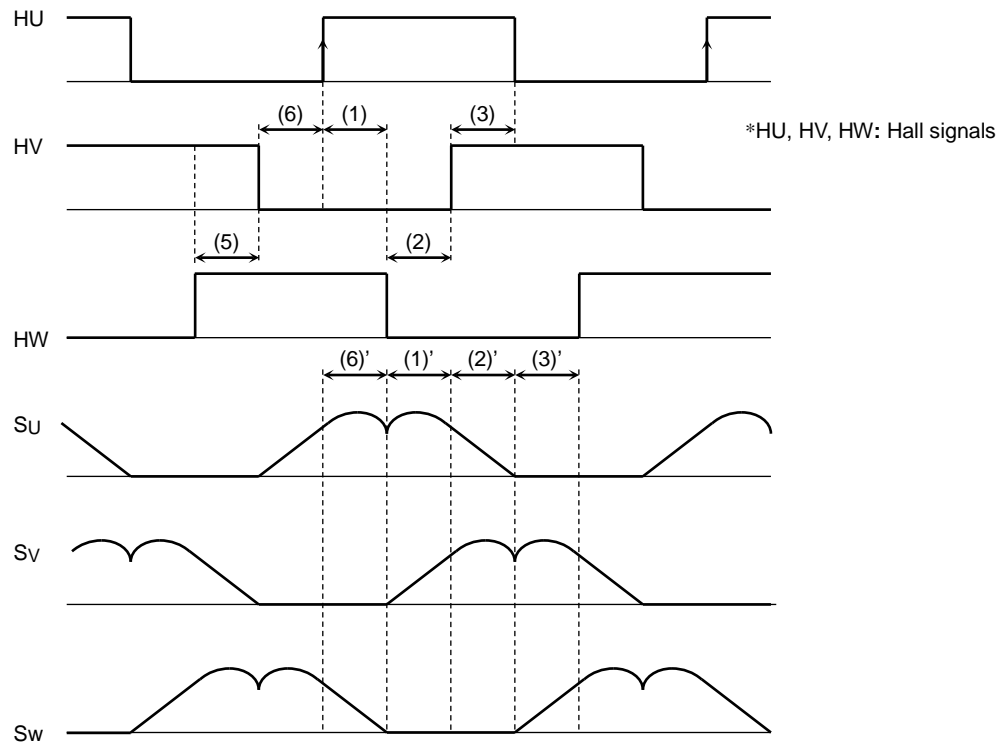 HU
(6) (1) (3)
*HU, HV, HW: Hall signals
HV
(5) (2)
HW
(6)’ (1)’ (2)’ (3)’
SU
SV
SW